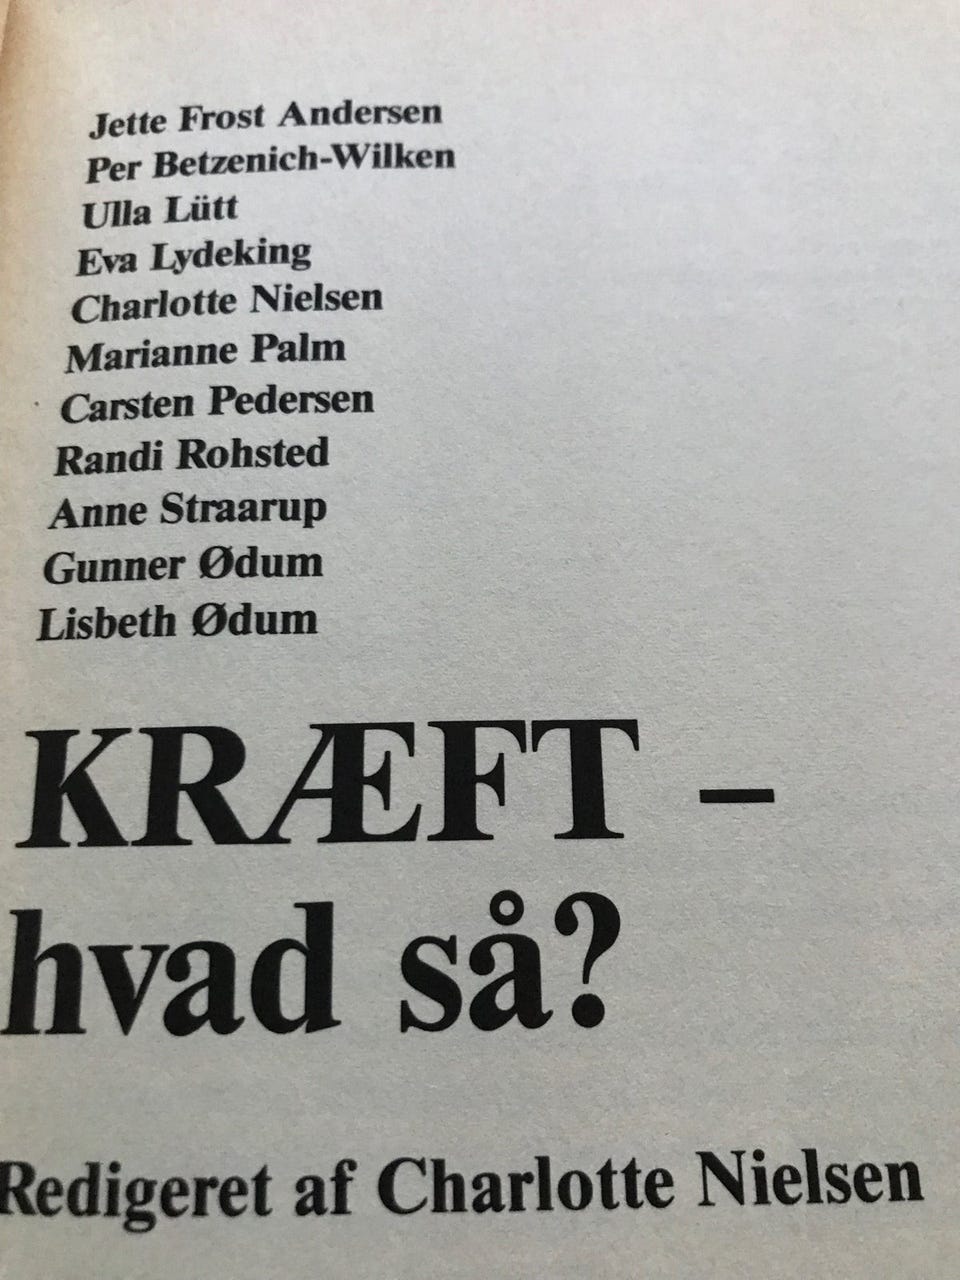 Jette Frost Andersen
Per Betzenich-Wilken
Ulla Lütt
Eva Lydeking
Charlotte Nielsen
Marianne Palm
Carsten Pedersen
Randi Rohsted
Anne Straarup
Gunner Ødum
Lisbeth Ødum
KRÆFT –
hvad så?
Redigeret af Charlotte Nielsen